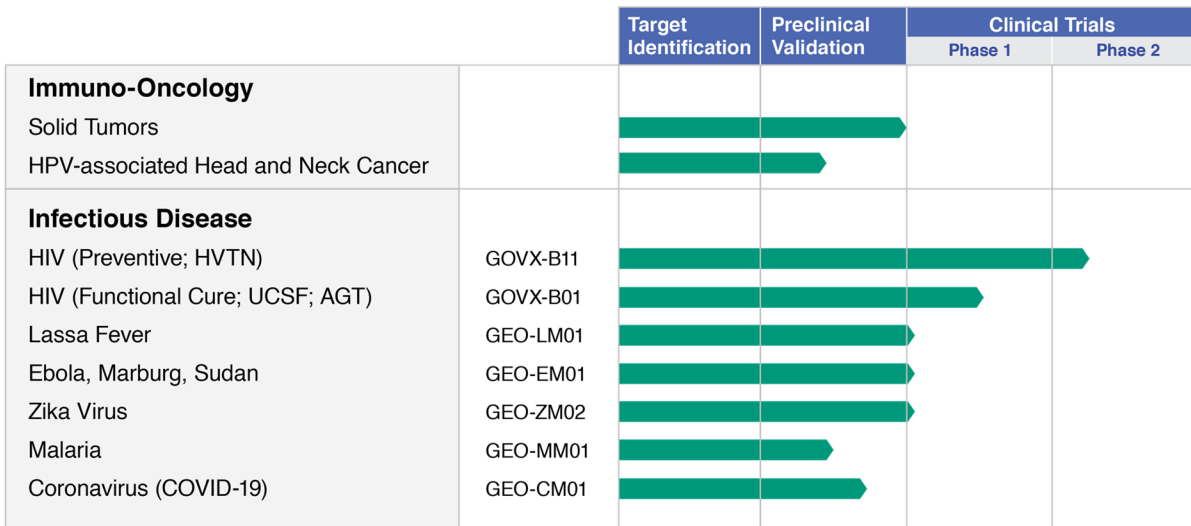 Target Identification
Preclinical Validation
Clinical Trials
Phase 1
Phase 2
Immuno-Oncology
Solid Tumors
HPV-associated Head and Neck Cancer
Infectious Disease
HIV (Preventive; HVTN) GOVX-B11
HIV (Functional Cure; UCSF; AGT) GOVX-B01
Lassa Fever GEO-LM01
Ebola, Marburg, Sudan GEO-EM01
Zika Virus GEO-ZM02
Malaria GEO-MM01
Coronavirus (COVID-19) GEO-CM01